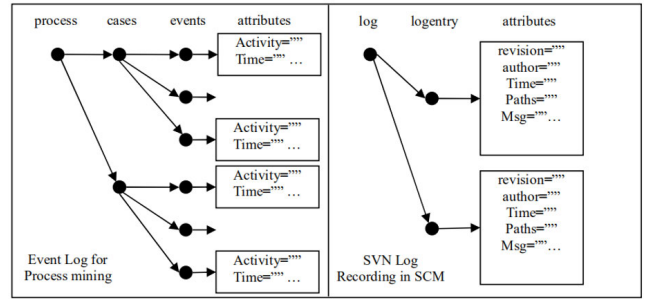 process cases events attributes
Activity=””
Time=”” …
Activity=””
Time=”” …
Activity=””
Time=”” …
Activity=””
Time=”” …
Event Log for
Process mining
log logentry attributes
revision=””
author=””
Time=””
Paths=””
Msg=””…
revision=””
author=””
Time=””
Paths=””
Msg=””…
SVN Log
Recording in SCM